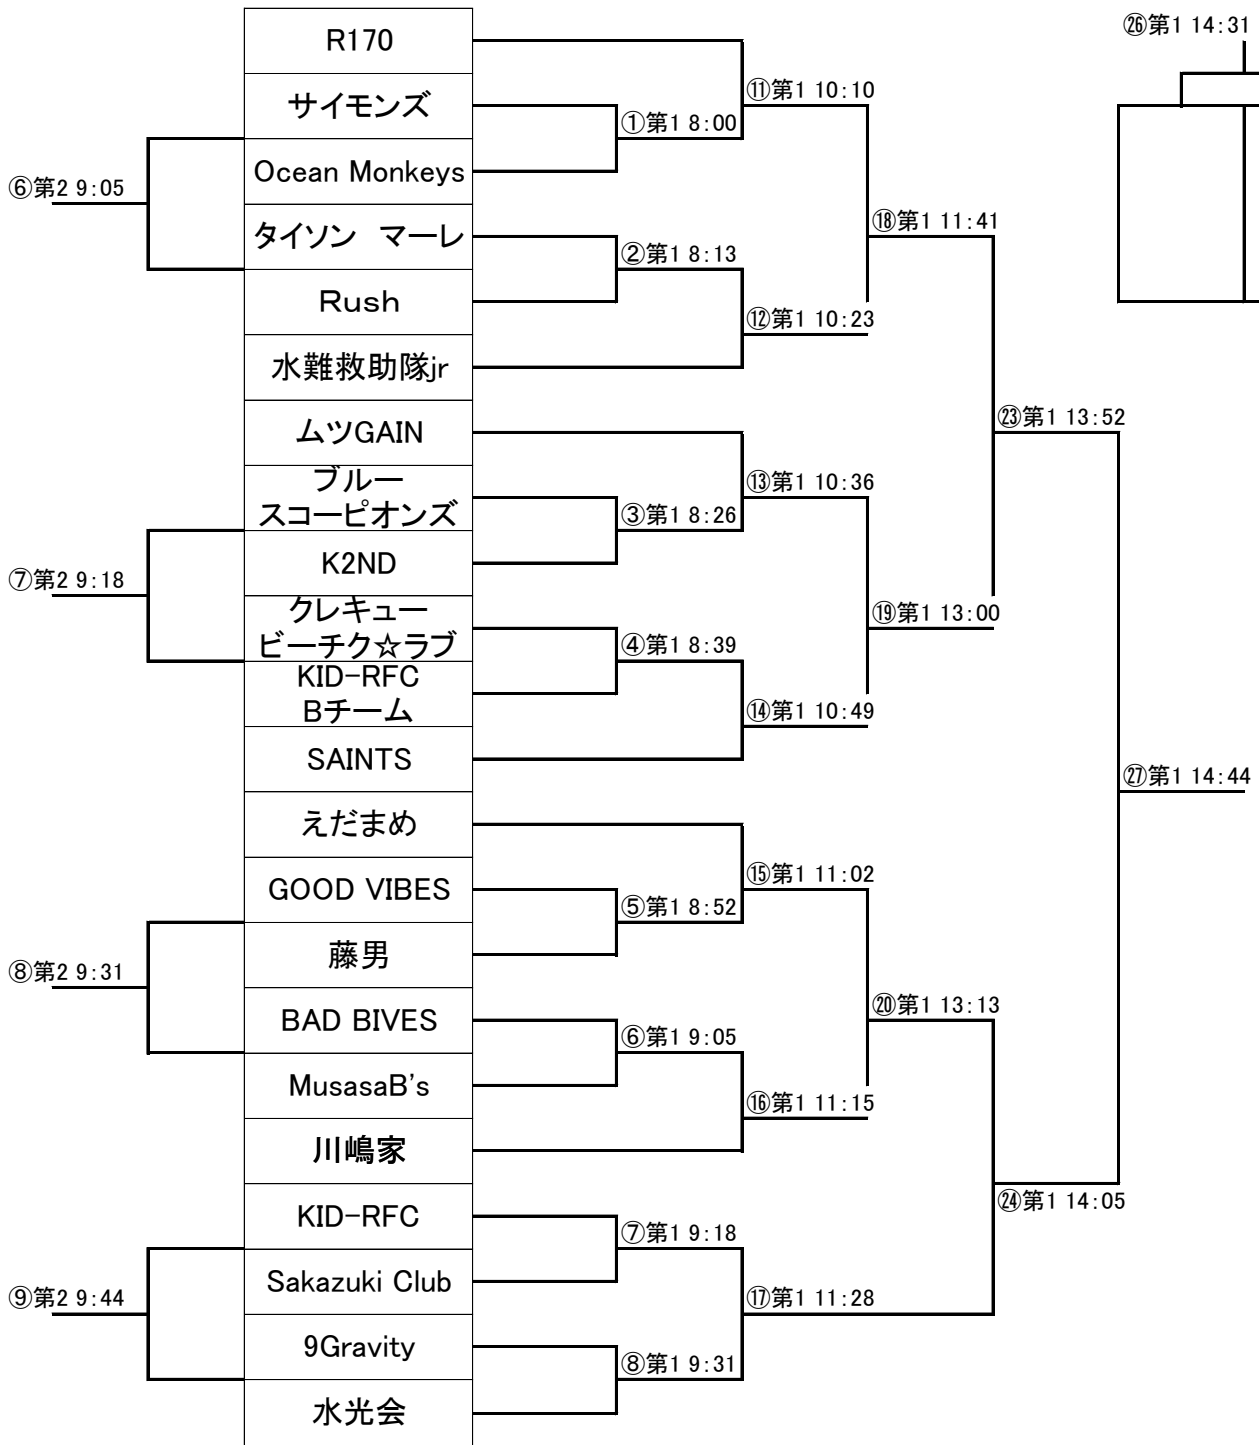 R170
㉖第1 14:31
サイモンズ
⑪第1 10:10
①第1 8:00
Ocean Monkeys
⑥第2 9:05
タイソン　マーレ
⑱第1 11:41
②第1 8:13
Rush
⑫第1 10:23
水難救助隊jr
ムツGAIN
㉓第1 13:52
ブルー
スコーピオンズ
⑬第1 10:36
③第1 8:26
K2ND
⑦第2 9:18
クレキュー
ビーチク☆ラブ
⑲第1 13:00
④第1 8:39
KID-RFC
Bチーム
⑭第1 10:49
SAINTS
㉗第1 14:44
えだまめ
⑮第1 11:02
GOOD VIBES
⑤第1 8:52
藤男
⑧第2 9:31
BAD BIVES
⑳第1 13:13
⑥第1 9:05
MusasaB's
⑯第1 11:15
川嶋家
㉔第1 14:05
KID-RFC
⑦第1 9:18
Sakazuki Club
⑨第2 9:44
⑰第1 11:28
9Gravity
⑧第1 9:31
水光会